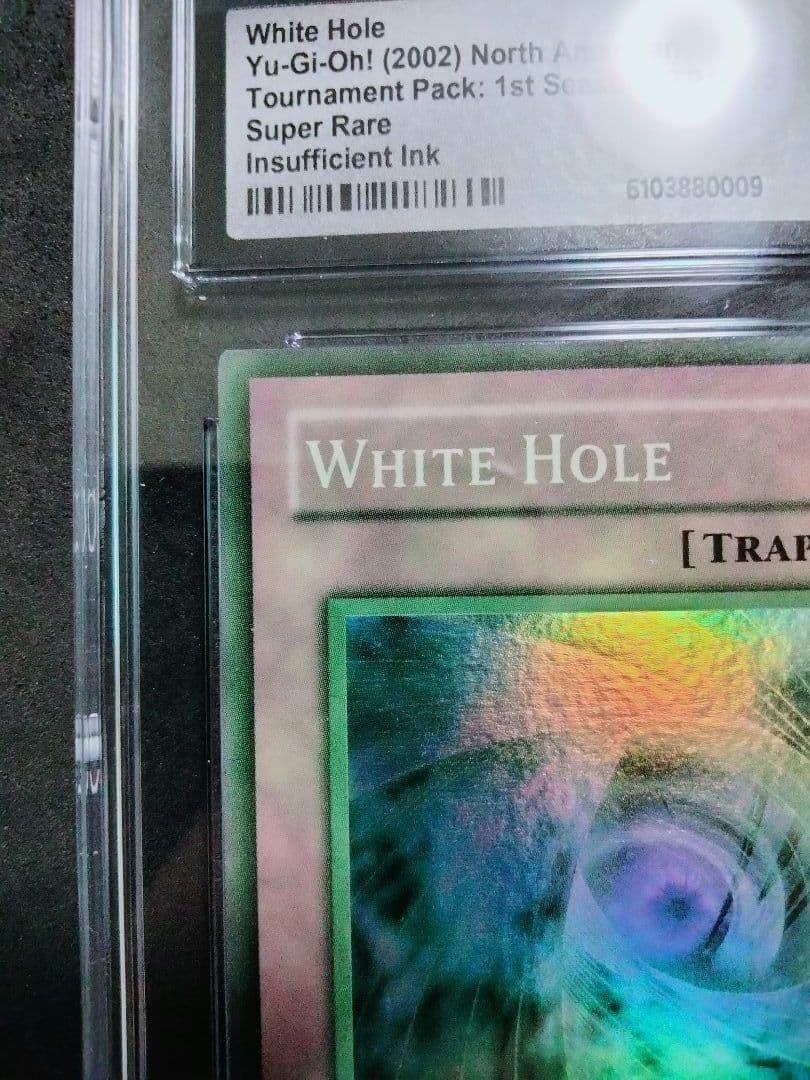 White Hole
Yu-Gi-Oh! (2002) North
Tournament Pack: 1st
Super Rare
Insufficient Ink
6103880009
WHITE HOLE
[TRAP